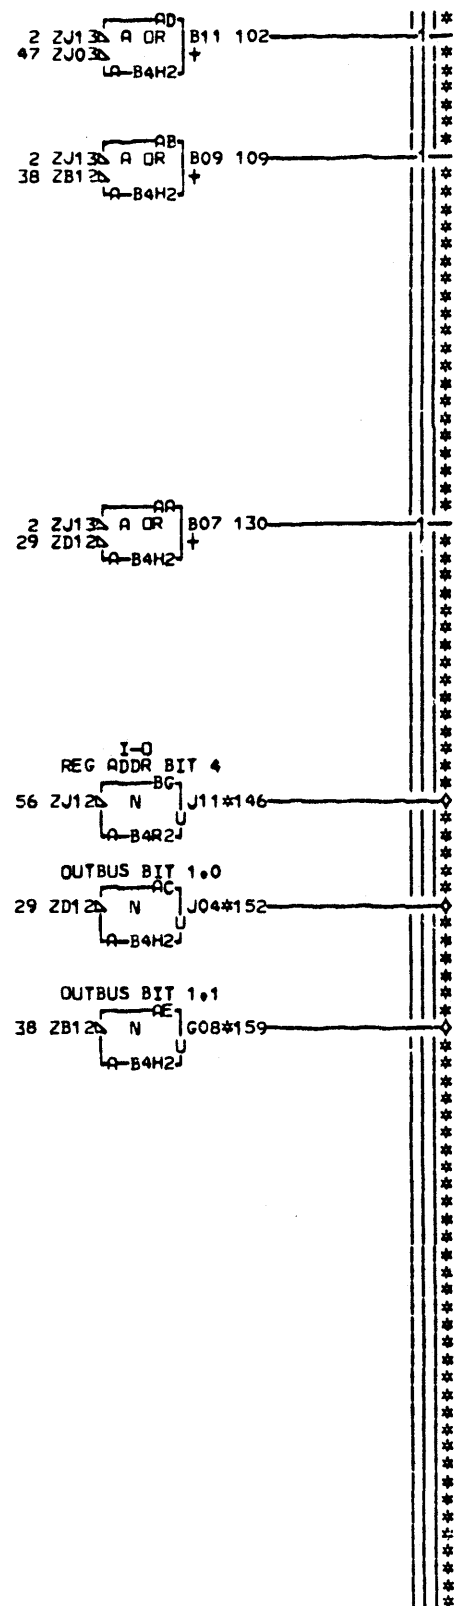 AD
2 ZJ13 A OR B11 102
47 ZJ03 +
A B4H2
AB
2 ZJ13 A OR B09 109
38 ZB12 +
A B4H2
AA
2 ZJ13 A OR B07 130
29 ZD12 +
A B4H2
I-O
REG ADDR BIT 4
BG
56 ZJ12 N J11*146
U
A B4R2
OUTBUS BIT 1.0
AC
29 ZD12 N J04*152
U
A B4H2
OUTBUS BIT 1.1
AE
38 ZB12 N G08*159
U
A B4H2